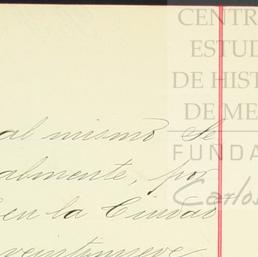 CENTR
ESTUD
DE HIST
DE ME
FUNDA
Carlos
al mismo
almente, por
en la Ciudad
veintinueve